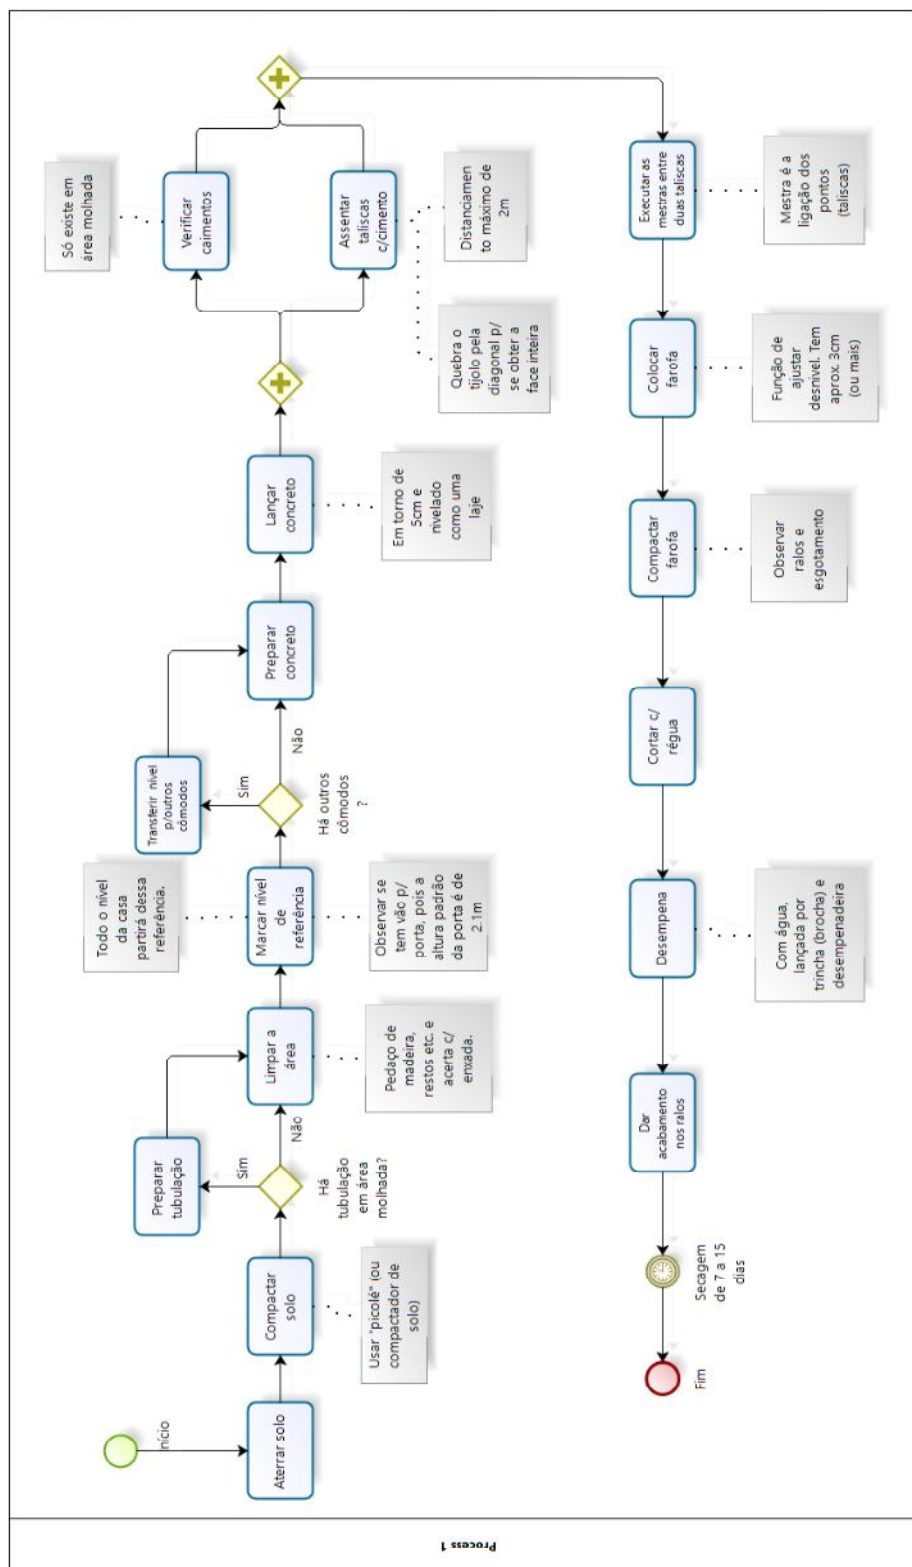 Process 1
Início
Aterrar solo
Compactar
solo
Usar "picolé" (ou
compactador de
solo)
Há
tubulação
em área
molhada?
Sim
Não
Preparar
tubulação
Limpar a
área
Pedaço de
madeira,
restos etc. e
acerta c/
enxada.
Marcar nível
de
referência
Todo o nível
da casa
partirá dessa
referência.
Observar se
tem vão p/
porta, pois a
altura padrão
da porta é de
2.1m
Há outros
cômodos
?
Sim
Não
Transferir nível
p/outros
cômodos
Preparar
concreto
Lançar
concreto
Em torno de
5cm e
nivelado
como uma
laje
Verificar
caimentos
Só existe em
área molhada
Assentar
taliscas
c/cimento
Quebra o
tijolo pela
diagonal p/
se obter a
face inteira
Distanciamen
to máximo de
2m
Executar as
mestras entre
duas taliscas
Mestra é a
ligação dos
pontos
(taliscas)
Colocar
farofa
Função de
ajustar
desnível. Tem
aprox. 3cm
(ou mais)
Compactar
farofa
Observar
ralos e
esgotamento
Cortar c/
régua
Desempena
Com água,
lançada por
trincha (brocha) e
desempenadeira
Dar
acabamento
nos ralos
Secagem
de 7 a 15
dias
Fim